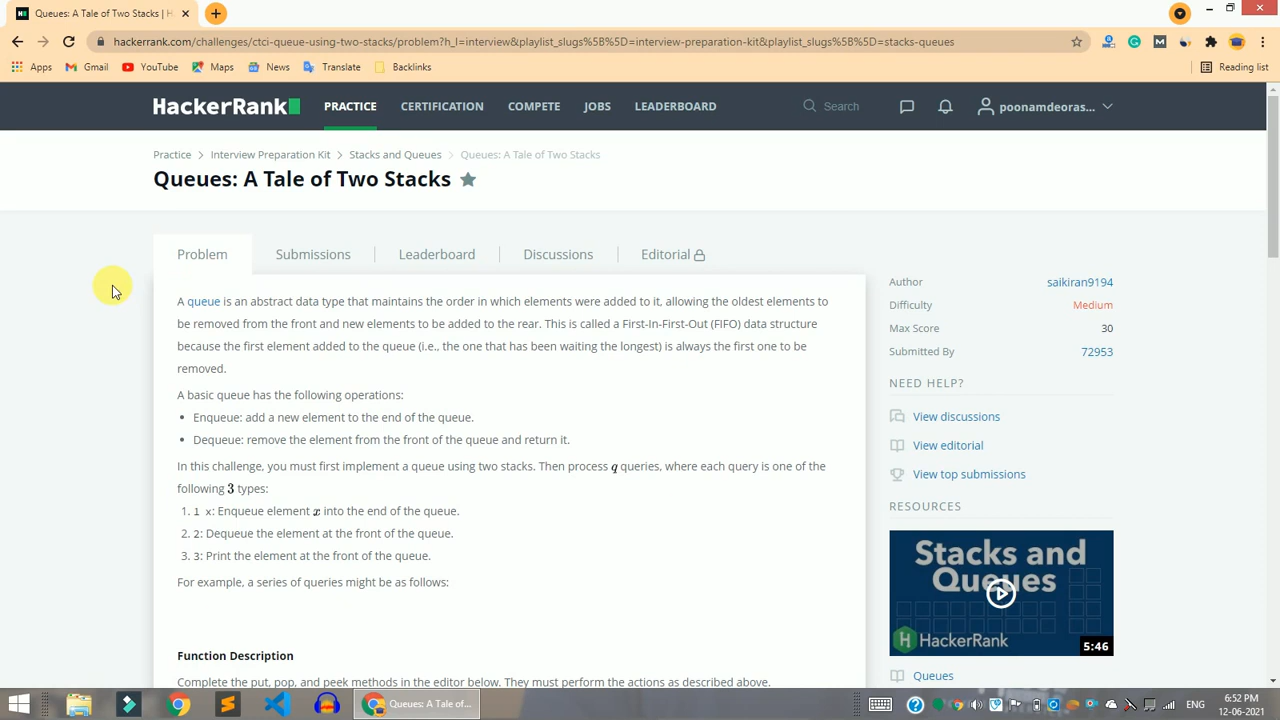 Queues: A Tale of Two Stacks | H
hackerrank.com/challenges/ctci-queue-using-two-stacks/problem?h_l=interview&playlist_slugs%5B%5D=interview-preparation-kit&playlist_slugs%5B%5D=stacks-queues
Apps Gmail YouTube Maps News Translate Backlinks Reading list
HackerRank PRACTICE CERTIFICATION COMPETE JOBS LEADERBOARD Search poonamdeoras...
Practice > Interview Preparation Kit > Stacks and Queues > Queues: A Tale of Two Stacks
Queues: A Tale of Two Stacks
Problem Submissions Leaderboard Discussions Editorial
A queue is an abstract data type that maintains the order in which elements were added to it, allowing the oldest elements to
be removed from the front and new elements to be added to the rear. This is called a First-In-First-Out (FIFO) data structure
because the first element added to the queue (i.e., the one that has been waiting the longest) is always the first one to be
removed.
A basic queue has the following operations:
• Enqueue: add a new element to the end of the queue.
• Dequeue: remove the element from the front of the queue and return it.
In this challenge, you must first implement a queue using two stacks. Then process q queries, where each query is one of the
following 3 types:
1. 1 x: Enqueue element x into the end of the queue.
2. 2: Dequeue the element at the front of the queue.
3. 3: Print the element at the front of the queue.
For example, a series of queries might be as follows:
Function Description
Complete the put, pop, and peek methods in the editor below. They must perform the actions as described above.
Author saikiran9194
Difficulty Medium
Max Score 30
Submitted By 72953
NEED HELP?
View discussions
View editorial
View top submissions
RESOURCES
Stacks and
Queues
HackerRank
5:46
Queues
Queues: A Tale of...
6:52 PM
12-06-2021